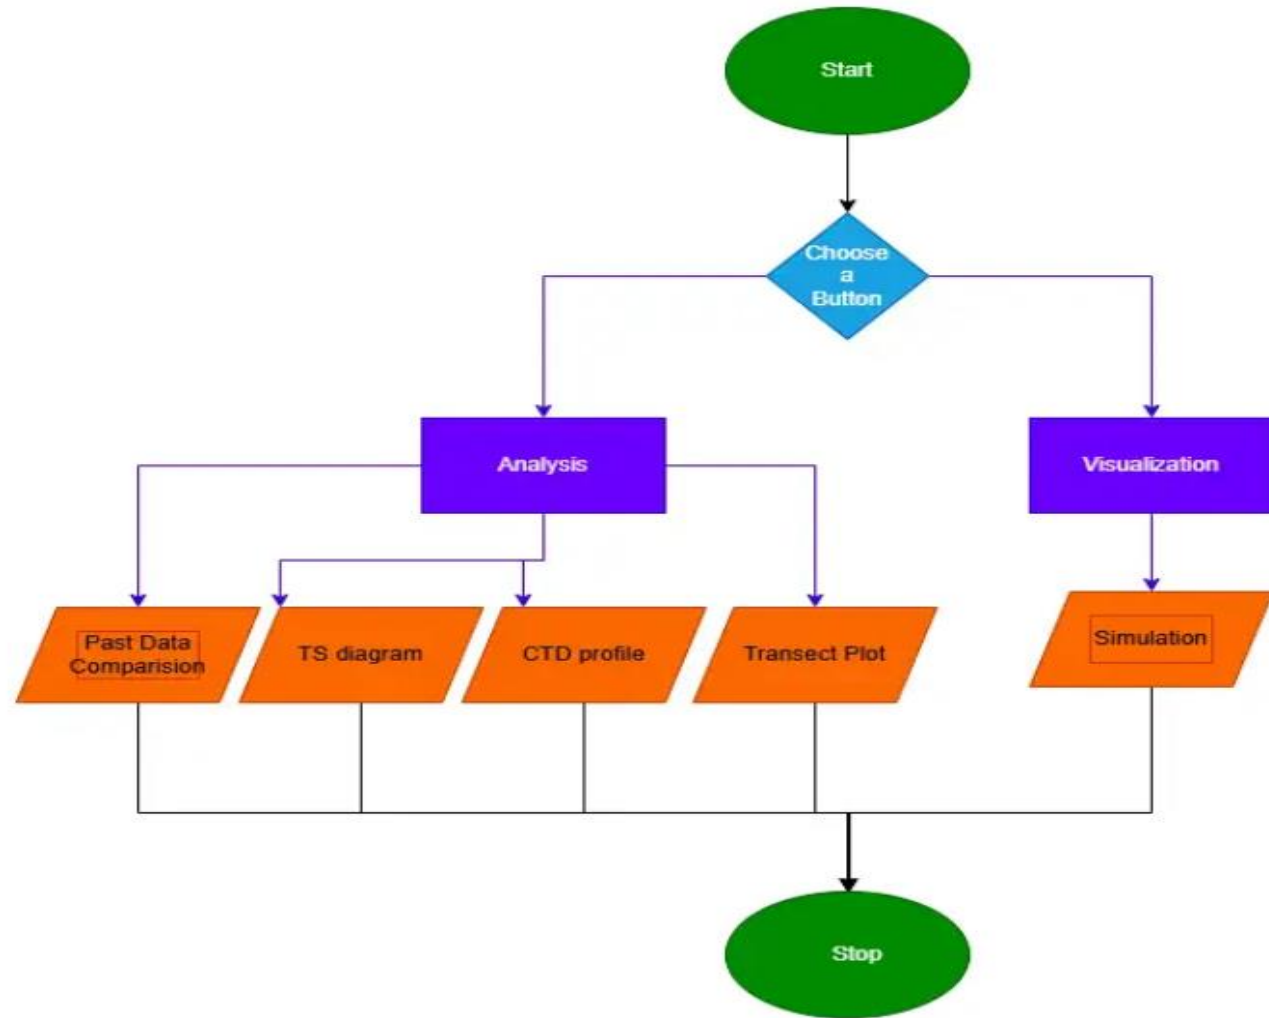 Start
Choose
a
Button
Analysis
Visualization
Past Data
Comparision
TS diagram
CTD profile
Transect Plot
Simulation
Stop